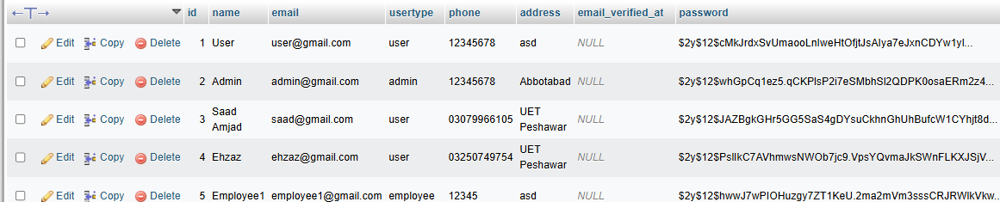 id name email usertype phone address email_verified_at password
Edit Copy Delete 1 User user@gmail.com user 12345678 asd NULL $2y$12$cMkJrdxSvUmaooLnlweHtOfjtJsAlya7eJxnCDYw1yl...
Edit Copy Delete 2 Admin admin@gmail.com admin 12345678 Abbotabad NULL $2y$12$whGpCq1ez5.qCKPlsP2i7eSMbhSl2QDPK0osaERm2z4...
Edit Copy Delete 3 Saad Amjad saad@gmail.com user 03079966105 UET Peshawar NULL $2y$12$JAZBgkGHr5GG5SaS4gDYsuCkhnGhUhBufcW1CYhjt8d...
Edit Copy Delete 4 Ehzaz ehzaz@gmail.com user 03250749754 UET Peshawar NULL $2y$12$PsllkC7AVhmwsNWOb7jc9.VpsYQvmaJkSWnFLKXJSjV...
Edit Copy Delete 5 Employee1 employee1@gmail.com employee 12345 asd NULL $2y$12$hwwJ7wPIOHuzgy7ZT1KeU.2ma2mVm3sssCRJRWlkVkw...